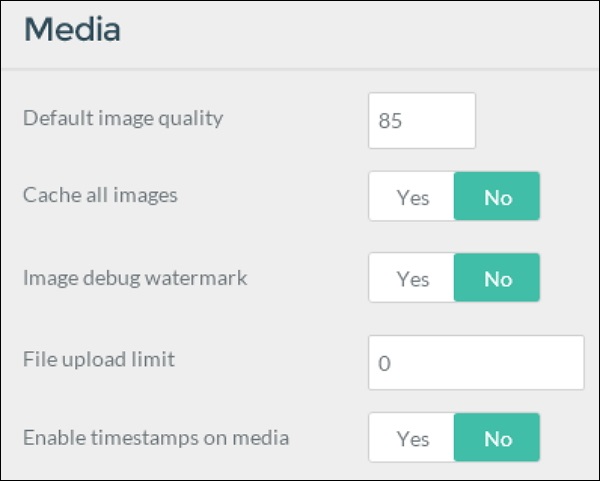 Media
Default image quality 85
Cache all images Yes No
Image debug watermark Yes No
File upload limit 0
Enable timestamps on media Yes No